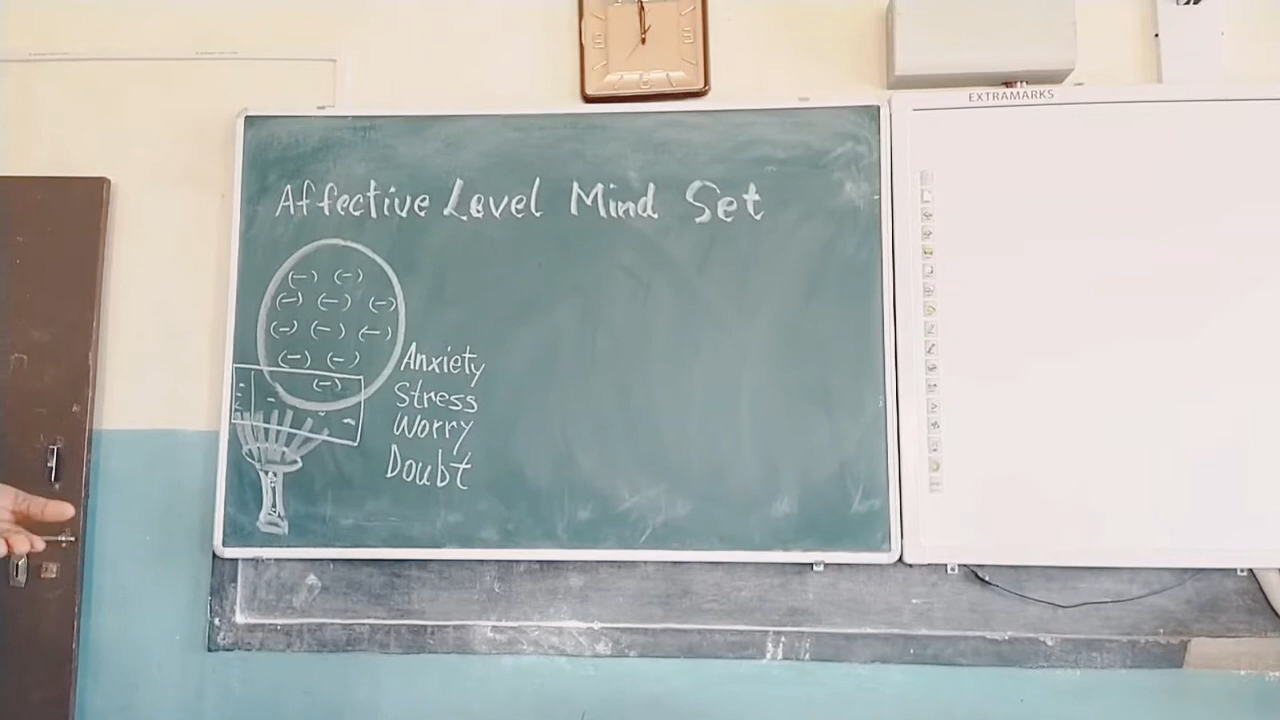 EXTRAMARKS
Affective Level Mind Set
(-) (-)
(-) (-) (-)
(-) (-) (-)
(-) (-)
(-)
Anxiety
Stress
Worry
Doubt